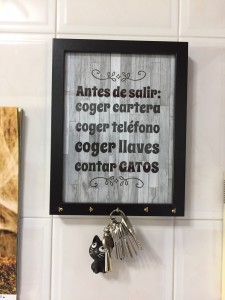 Antes de salir:
coger cartera
coger teléfono
coger llaves
contar GATOS